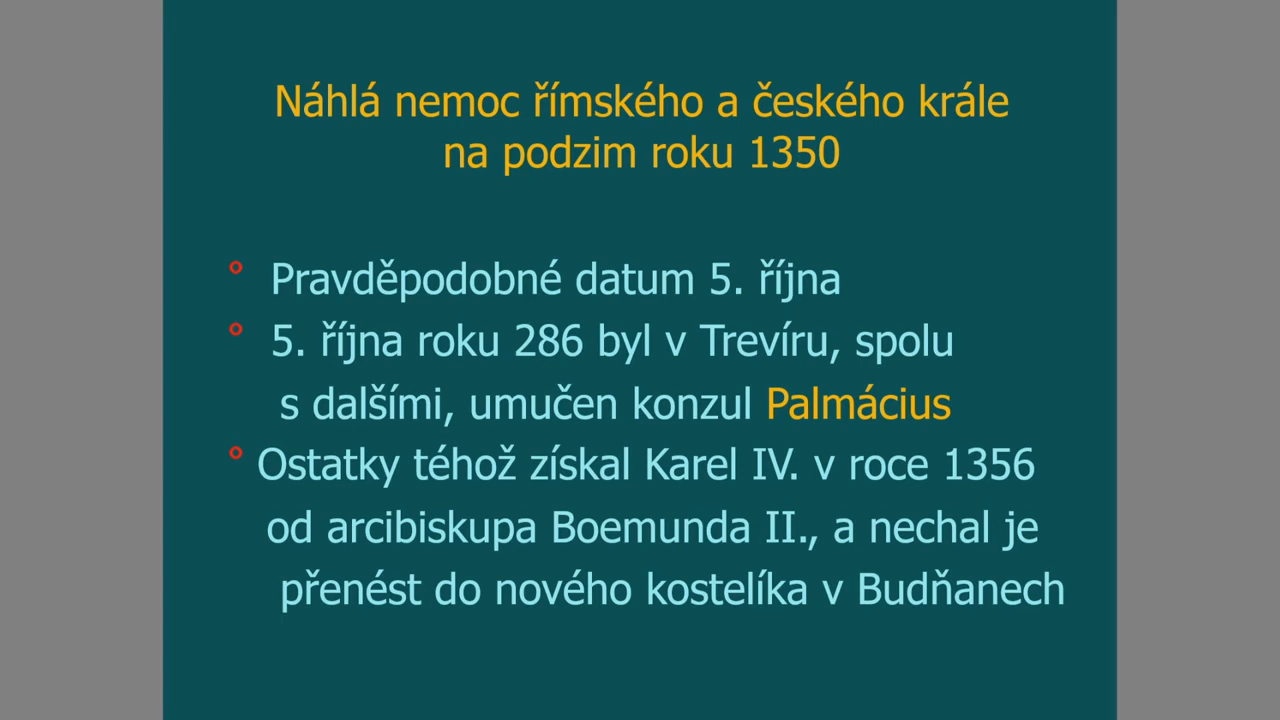 Náhlá nemoc římského a českého krále
na podzim roku 1350
° Pravděpodobné datum 5. října
° 5. října roku 286 byl v Trevíru, spolu
s dalšími, umučen konzul Palmácius
° Ostatky téhož získal Karel IV. v roce 1356
od arcibiskupa Boemunda II., a nechal je
přenést do nového kostelíka v Budňanech